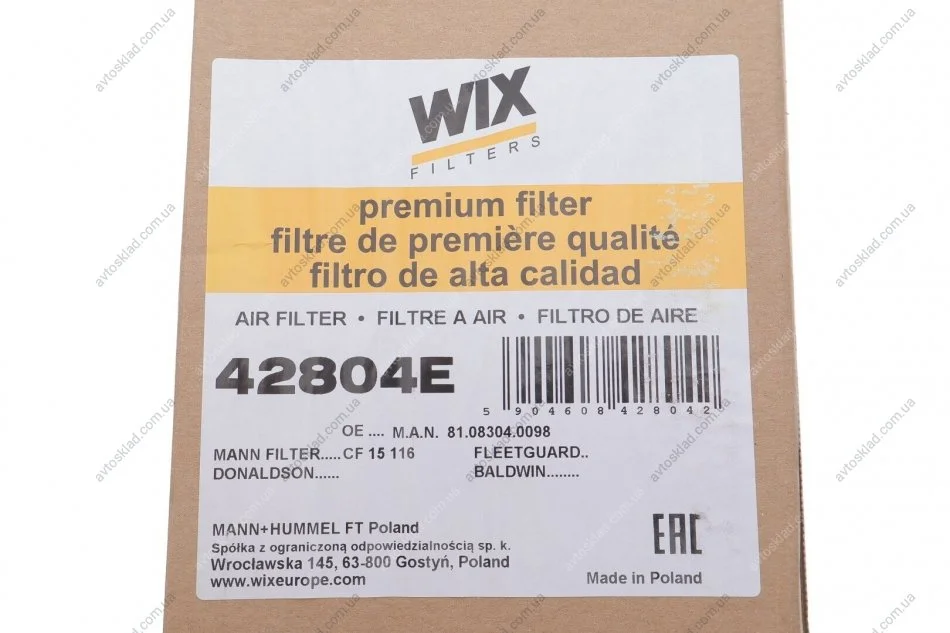 WIX
FILTERS
premium filter
filtre de première qualité
filtro de alta calidad
AIR FILTER • FILTRE A AIR • FILTRO DE AIRE
42804E
5 904608 428042
OE .... M.A.N. 81.08304.0098
MANN FILTER.....CF 15 116 FLEETGUARD..
DONALDSON...... BALDWIN........
MANN+HUMMEL FT Poland
Spółka z ograniczoną odpowiedzialnością sp. k.
Wrocławska 145, 63-800 Gostyń, Poland
www.wixeurope.com
EAC
Made in Poland
avtosklad.com.ua